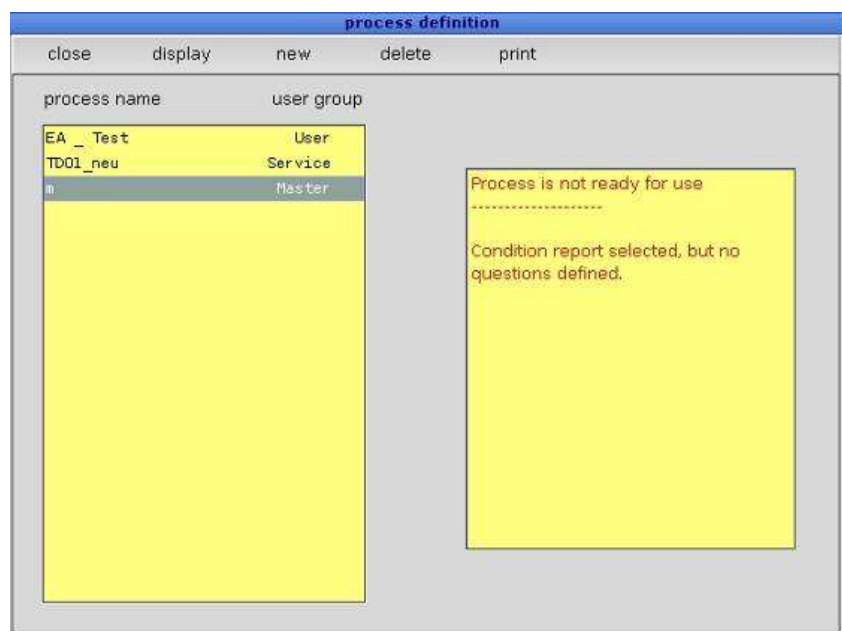 process definition
close display new delete print
process name user group
EA _ Test User
TD01_neu Service
m Master
Process is not ready for use
--------------------
Condition report selected, but no
questions defined.